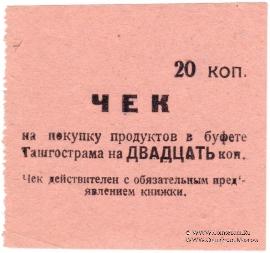 20 коп.
ЧЕК
на покупку продуктов в буфете
Ташгострама на ДВАДЦАТЬ коп.
Чек действителен с обязательным пред'-
явлением книжки.